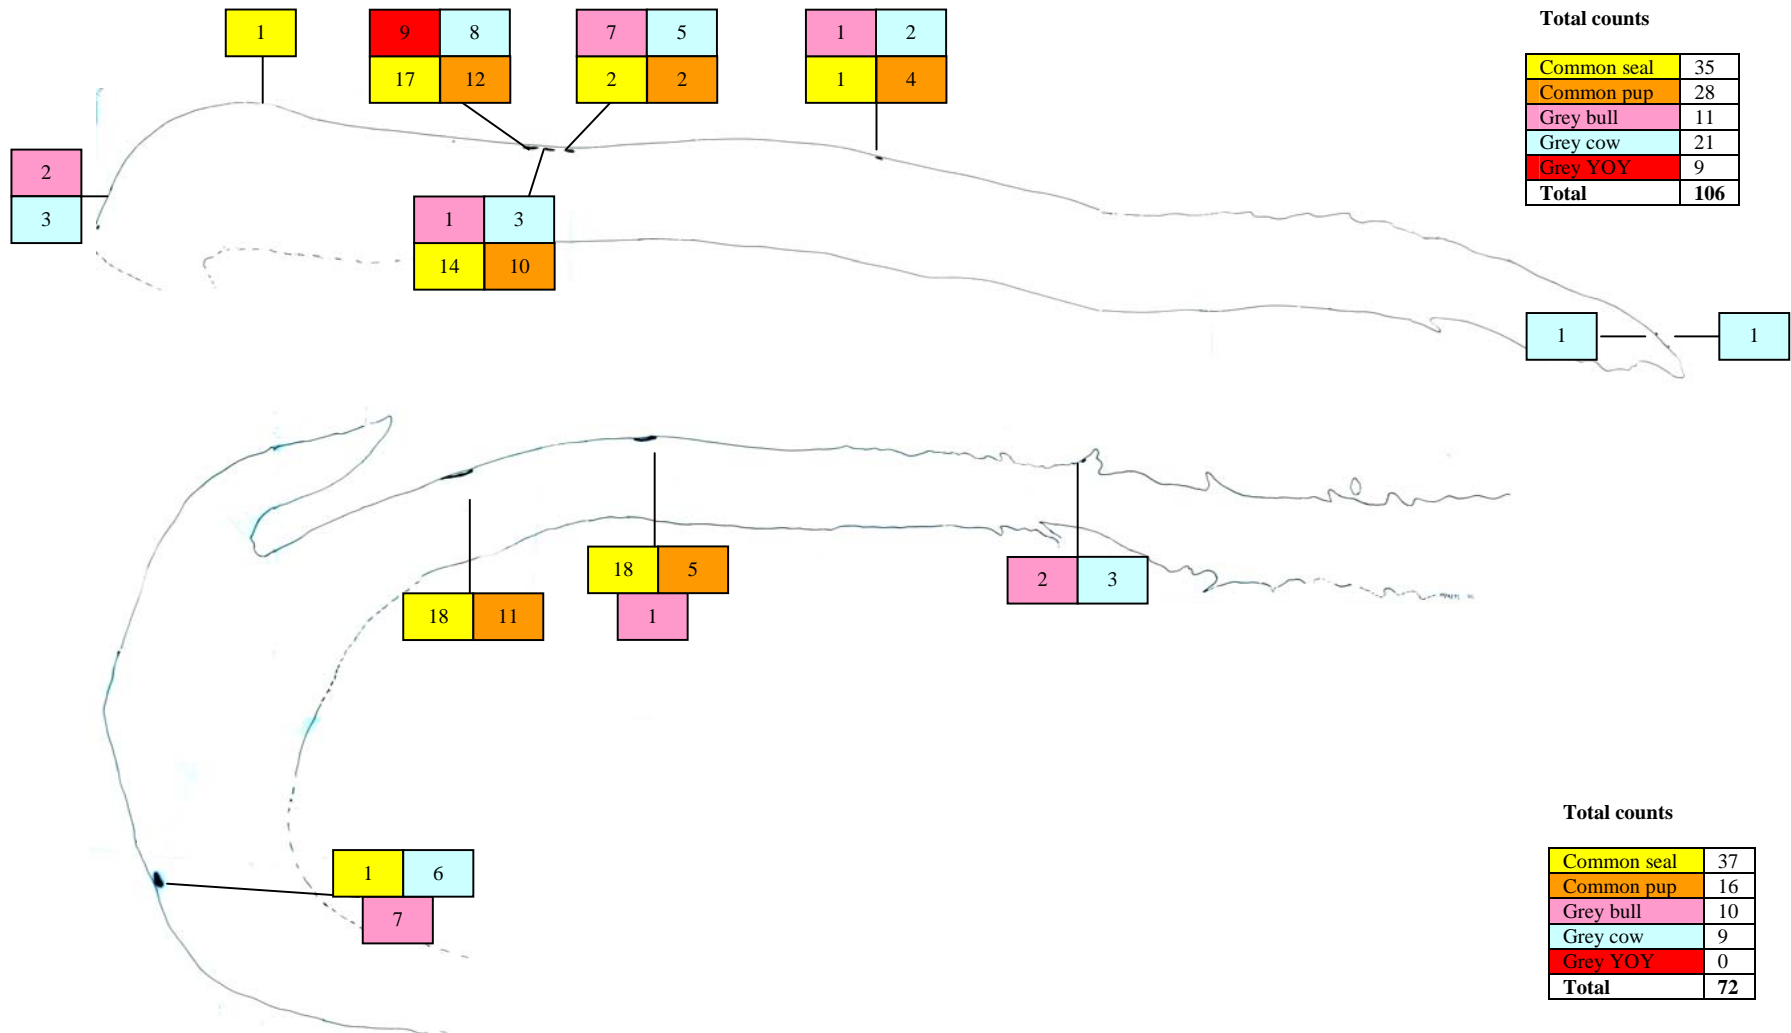 Total counts
1
9 8
17 12
7 5
2 2
1 2
1 4
Common seal 35
Common pup 28
Grey bull 11
Grey cow 21
Grey YOY 9
Total 106
2
3
1 3
14 10
1
1
18 5
1
2 3
18 11
Total counts
1 6
7
Common seal 37
Common pup 16
Grey bull 10
Grey cow 9
Grey YOY 0
Total 72